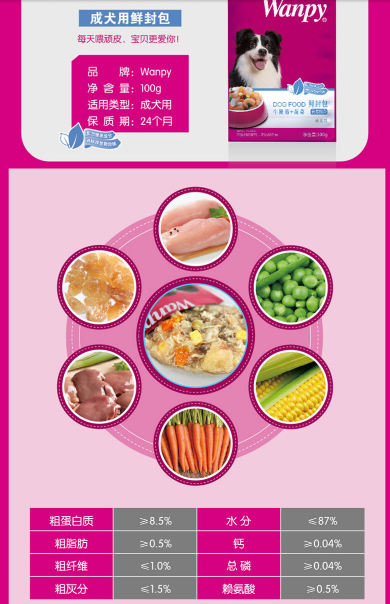 成犬用鲜封包
每天喂顽皮，宝贝更爱你！
品 牌：Wanpy
净 含 量：100g
适用类型：成犬用
保 质 期：24个月
Wanpy®
DOG FOOD 鲜封包
100g
Wanpy
粗蛋白质 ≥8.5% 水 分 ≤87%
粗脂肪 ≥0.5% 钙 ≥0.04%
粗纤维 ≤1.0% 总 磷 ≥0.04%
粗灰分 ≤1.5% 赖氨酸 ≥0.5%